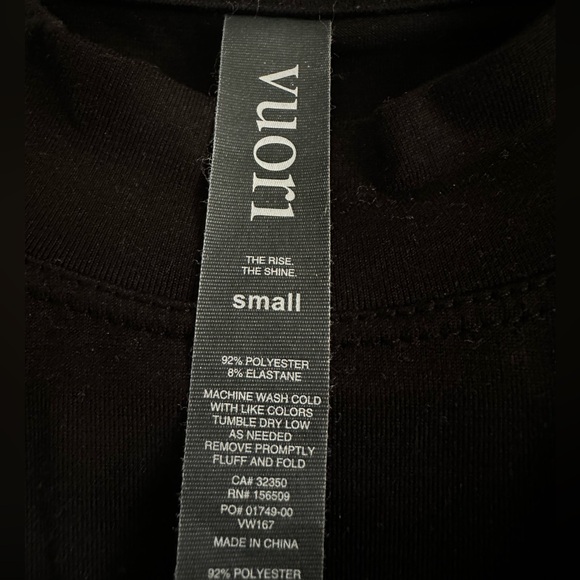 vuori
THE RISE.
THE SHINE.
small
92% POLYESTER
8% ELASTANE
MACHINE WASH COLD
WITH LIKE COLORS
TUMBLE DRY LOW
AS NEEDED
REMOVE PROMPTLY
FLUFF AND FOLD
CA# 32350
RN# 156509
PO# 01749-00
VW167
MADE IN CHINA
92% POLYESTER